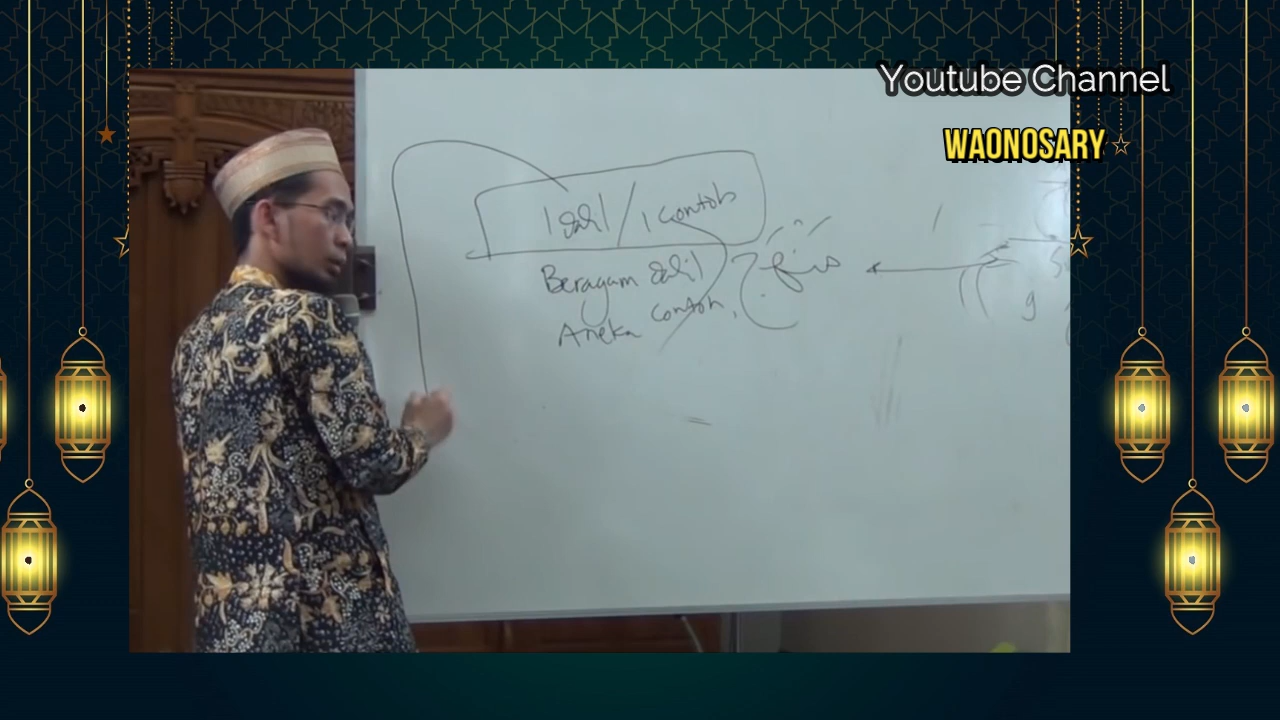 Youtube Channel
WAONOSARY
1 dalil / 1 contoh
Beragam dalil
Aneka contoh.